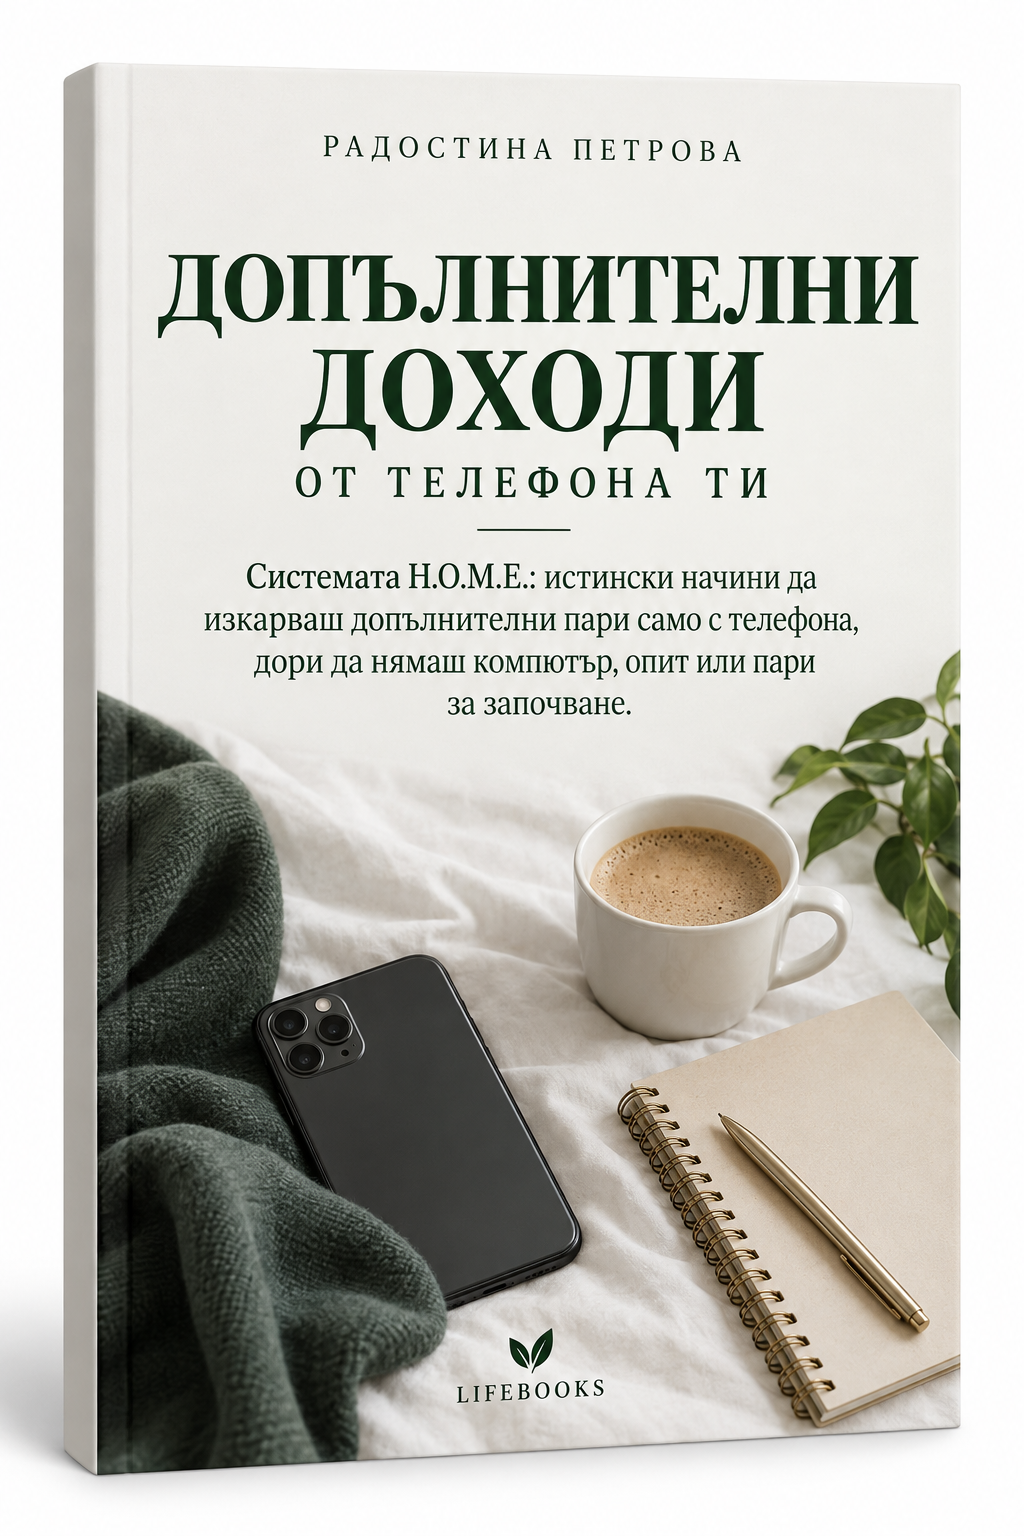 РАДОСТИНА ПЕТРОВА
ДОПЪЛНИТЕЛНИ
ДОХОДИ
ОТ ТЕЛЕФОНА ТИ
Системата H.O.M.E.: истински начини да
изкарваш допълнителни пари само с телефона,
дори да нямаш компютър, опит или пари
за започване.
LIFEBOOKS